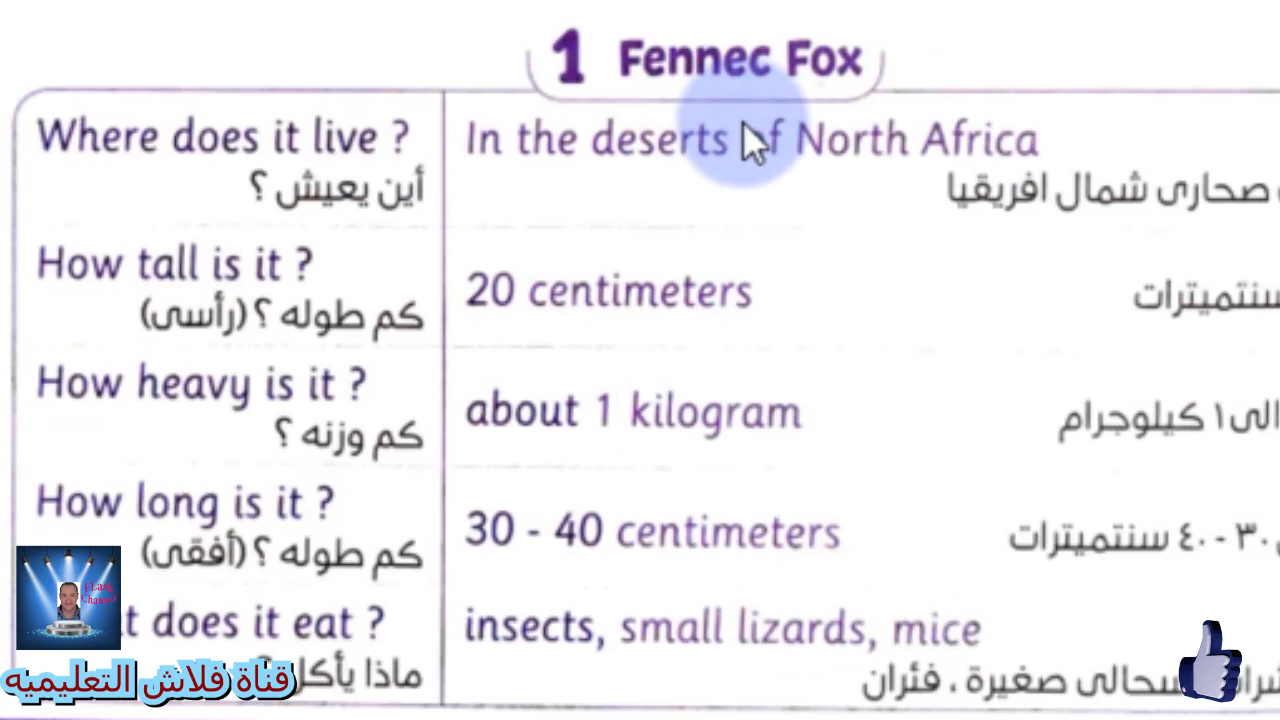 1 Fennec Fox
Where does it live ?
أين يعيش ؟
In the deserts of North Africa
صحارى شمال افريقيا
How tall is it ?
كم طوله ؟ (رأسى)
20 centimeters
سنتميترات
How heavy is it ?
كم وزنه ؟
about 1 kilogram
١ كيلوجرام
How long is it ?
كم طوله ؟ (أفقى)
30 - 40 centimeters
٣٠ - ٤٠ سنتميترات
does it eat ?
ماذا يأكل ؟
insects, small lizards, mice
سحالى صغيرة ، فئران
Flash Channel
قناة فلاش التعليميه